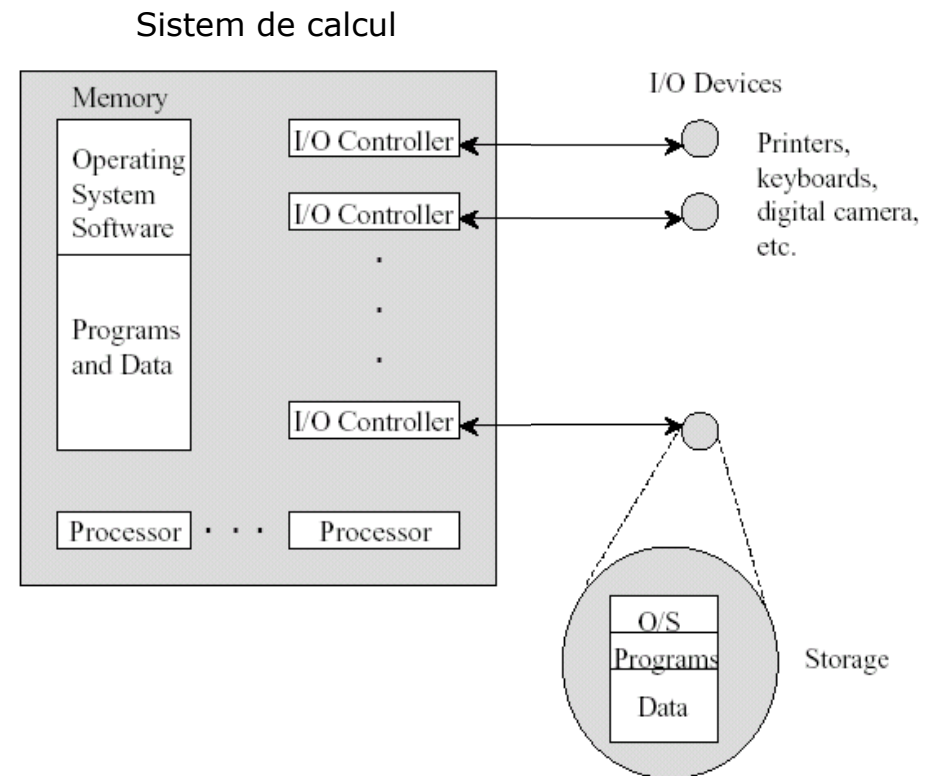 Sistem de calcul
Memory
Operating
System
Software
Programs
and Data
I/O Controller
I/O Controller
I/O Controller
Processor
Processor
I/O Devices
Printers,
keyboards,
digital camera,
etc.
O/S
Programs
Data
Storage